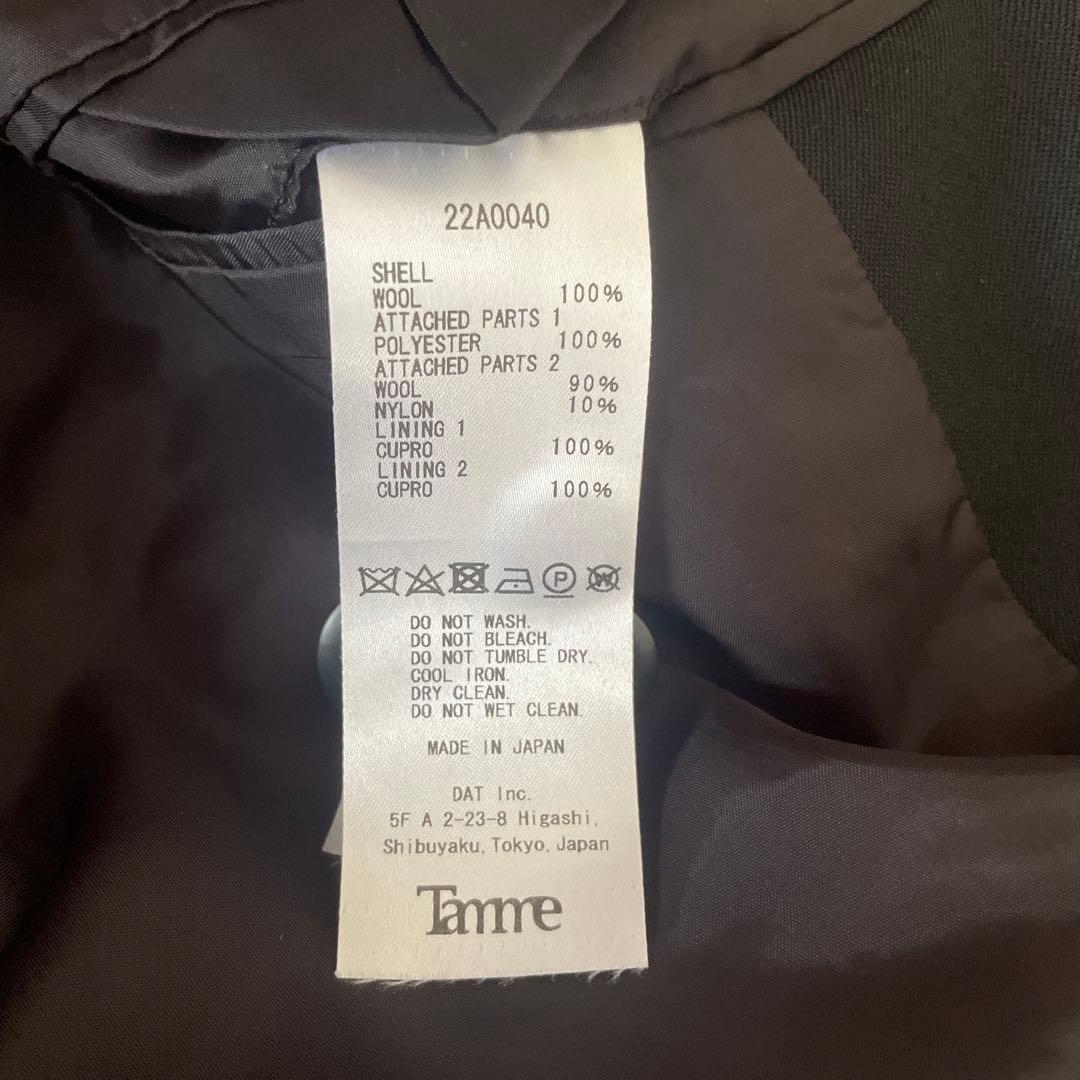 22A0040
SHELL
WOOL 100%
ATTACHED PARTS 1
POLYESTER 100%
ATTACHED PARTS 2
WOOL 90%
NYLON 10%
LINING 1
CUPRO 100%
LINING 2
CUPRO 100%
P W
DO NOT WASH.
DO NOT BLEACH.
DO NOT TUMBLE DRY.
COOL IRON.
DRY CLEAN.
DO NOT WET CLEAN.
MADE IN JAPAN
DAT Inc.
5F A 2-23-8 Higashi,
Shibuyaku, Tokyo, Japan
Tamme